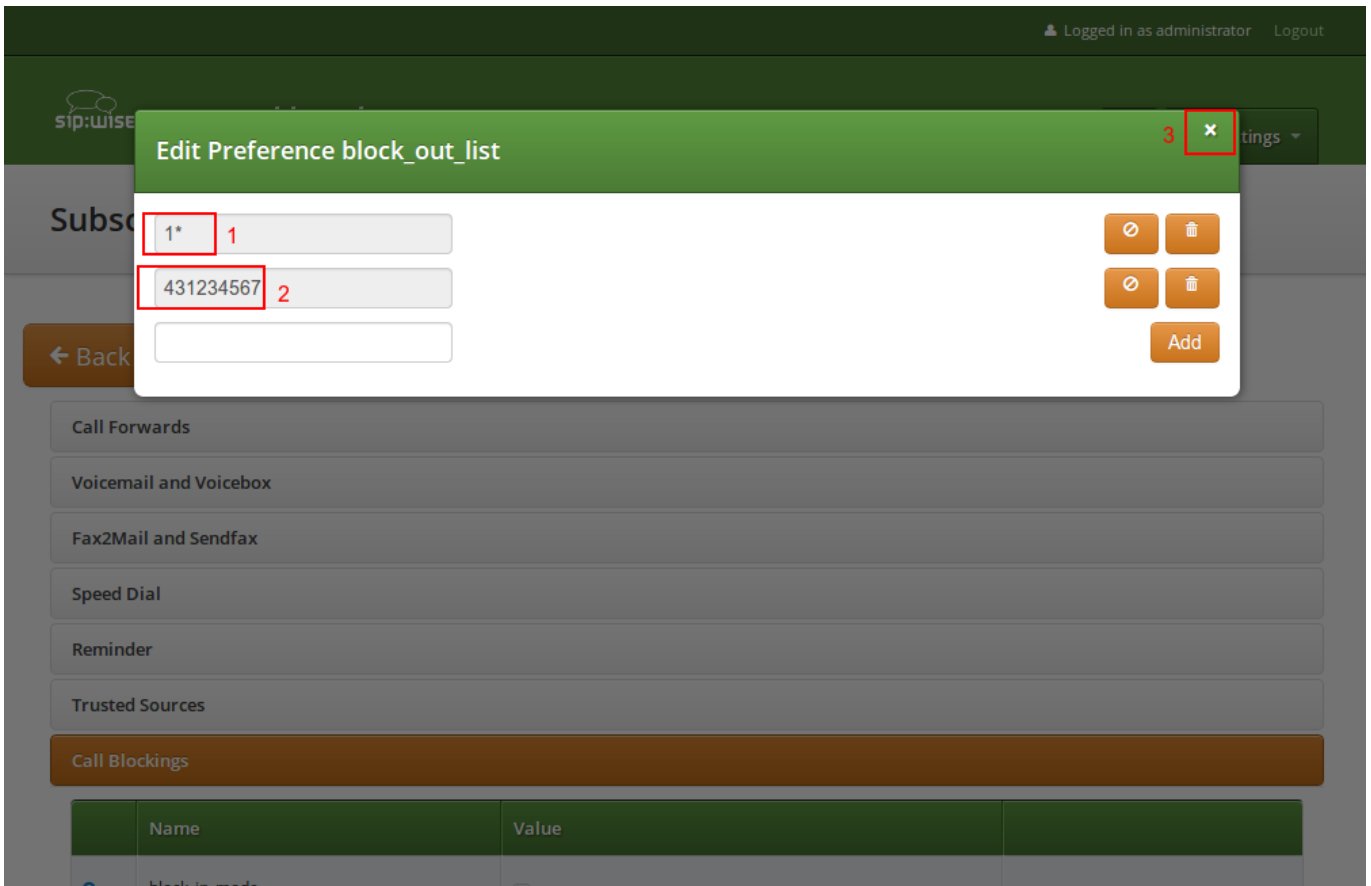 Logged in as administrator Logout
sip:wise
3
tings
Edit Preference block_out_list
Subsc
1* 1
431234567 2
Back
Add
Call Forwards
Voicemail and Voicebox
Fax2Mail and Sendfax
Speed Dial
Reminder
Trusted Sources
Call Blockings
Name Value